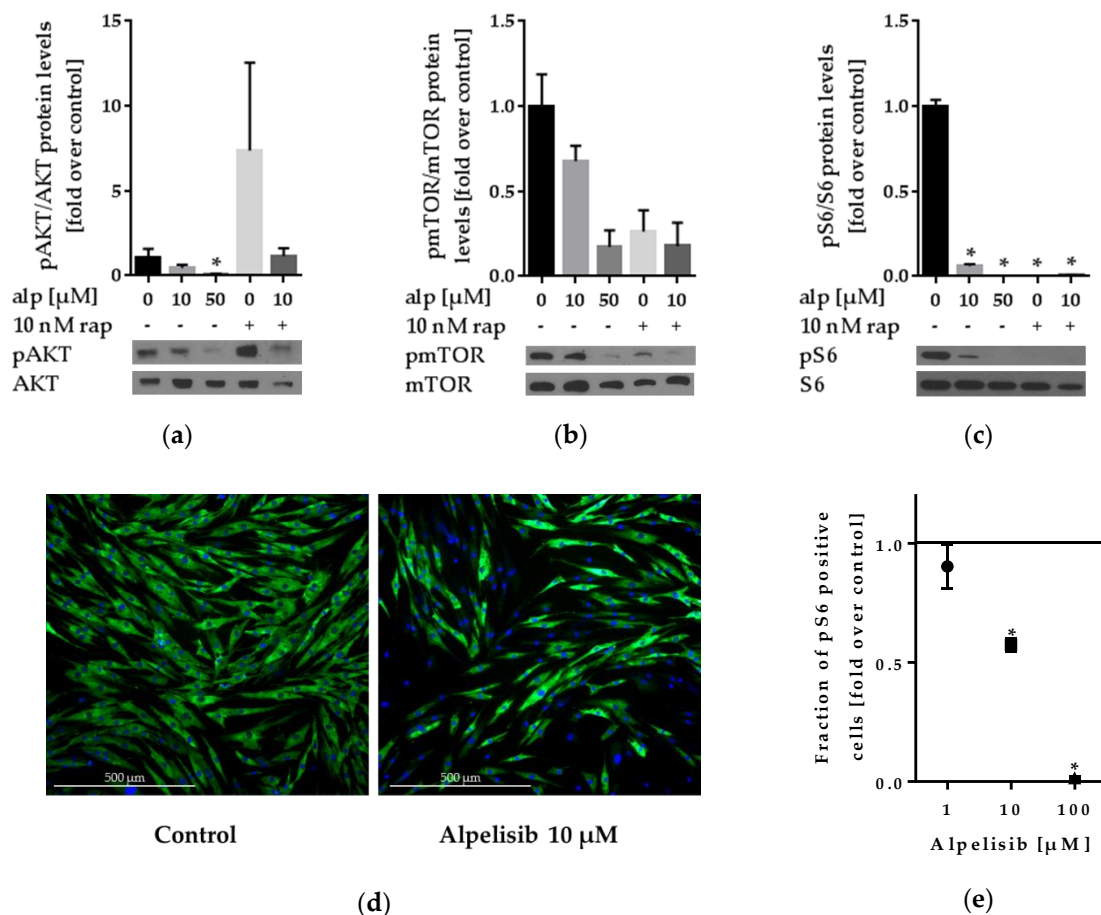 pAKT/AKT protein levels
[fold over control]
15
10
5
0
alp [µM] 0 10 50 0 10
10 nM rap - - - + +
*
pAKT
AKT
(a)
pmTOR/mTOR protein
levels [fold over control]
1.5
1.0
0.5
0.0
alp [µM] 0 10 50 0 10
10 nM rap - - - + +
pmTOR
mTOR
(b)
pS6/S6 protein levels
[fold over control]
1.5
1.0
0.5
0.0
* * * *
alp [µM] 0 10 50 0 10
10 nM rap - - - + +
pS6
S6
(c)
500 µm
500 µm
Control
Alpelisib 10 µM
(d)
Fraction of pS6 positive
cells [fold over control]
1.0
0.5
0.0
*
*
1 10 100
Alpelisib [µM]
(e)